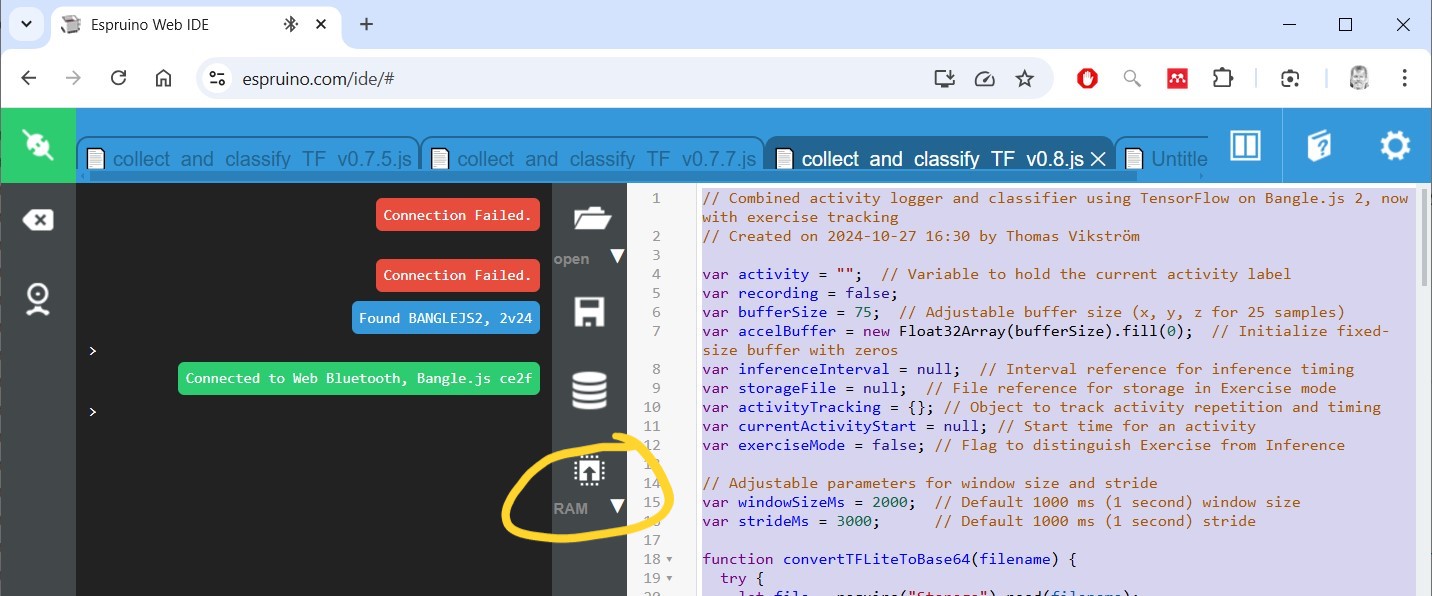 Espruino Web IDE
espruino.com/ide/#
collect and classify TF v0.7.5.js
collect and classify TF v0.7.7.js
collect and classify TF v0.8.js
Untitle
Connection Failed.
Connection Failed.
Found BANGLEJS2, 2v24
>
Connected to Web Bluetooth, Bangle.js ce2f
>
open
RAM
1 // Combined activity logger and classifier using TensorFlow on Bangle.js 2, now
with exercise tracking
2 // Created on 2024-10-27 16:30 by Thomas Vikström
3
4 var activity = "";  // Variable to hold the current activity label
5 var recording = false;
6 var bufferSize = 75;  // Adjustable buffer size (x, y, z for 25 samples)
7 var accelBuffer = new Float32Array(bufferSize).fill(0);  // Initialize fixed-
size buffer with zeros
8 var inferenceInterval = null;  // Interval reference for inference timing
9 var storageFile = null;  // File reference for storage in Exercise mode
10 var activityTracking = {}; // Object to track activity repetition and timing
11 var currentActivityStart = null; // Start time for an activity
12 var exerciseMode = false; // Flag to distinguish Exercise from Inference
13
14 // Adjustable parameters for window size and stride
15 var windowSizeMs = 2000;  // Default 1000 ms (1 second) window size
16 var strideMs = 3000;      // Default 1000 ms (1 second) stride
17
18 function convertTFLiteToBase64(filename) {
19 try {
20 let file = require("Storage").read(filename);